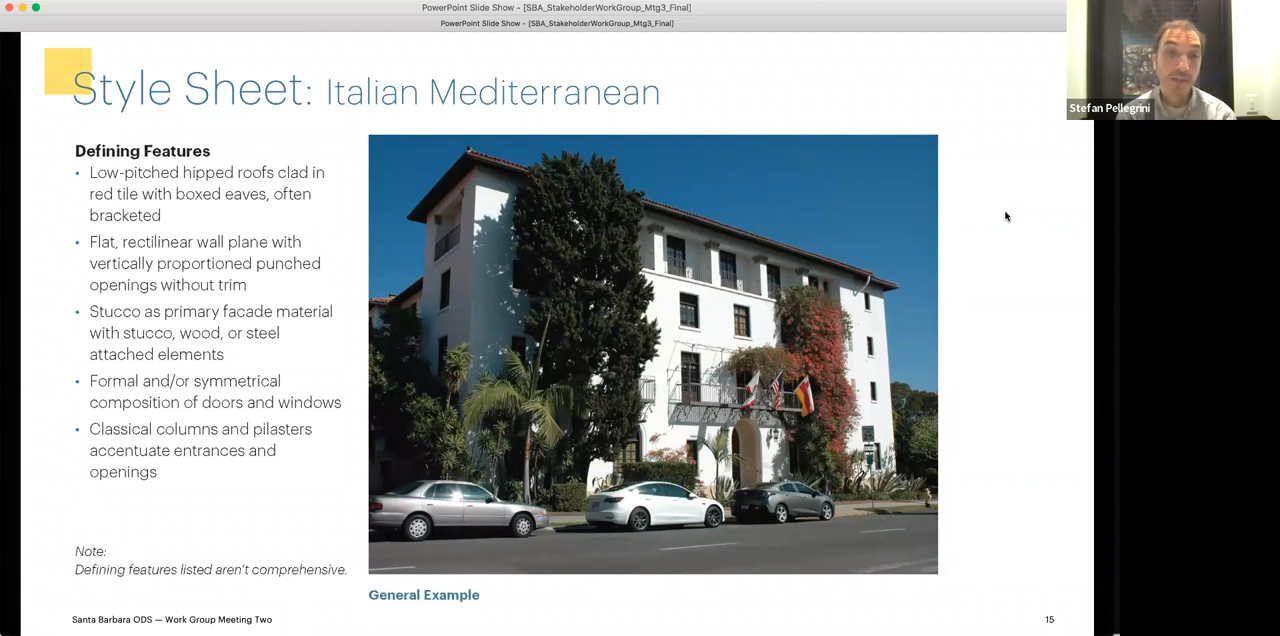 PowerPoint Slide Show - [SBA_StakeholderWorkGroup_Mtg3_Final]
PowerPoint Slide Show - [SBA_StakeholderWorkGroup_Mtg3_Final]
Stefan Pellegrini
Style Sheet: Italian Mediterranean
Defining Features
• Low-pitched hipped roofs clad in
red tile with boxed eaves, often
bracketed
• Flat, rectilinear wall plane with
vertically proportioned punched
openings without trim
• Stucco as primary facade material
with stucco, wood, or steel
attached elements
• Formal and/or symmetrical
composition of doors and windows
• Classical columns and pilasters
accentuate entrances and
openings
Note:
Defining features listed aren't comprehensive.
General Example
Santa Barbara ODS — Work Group Meeting Two
15